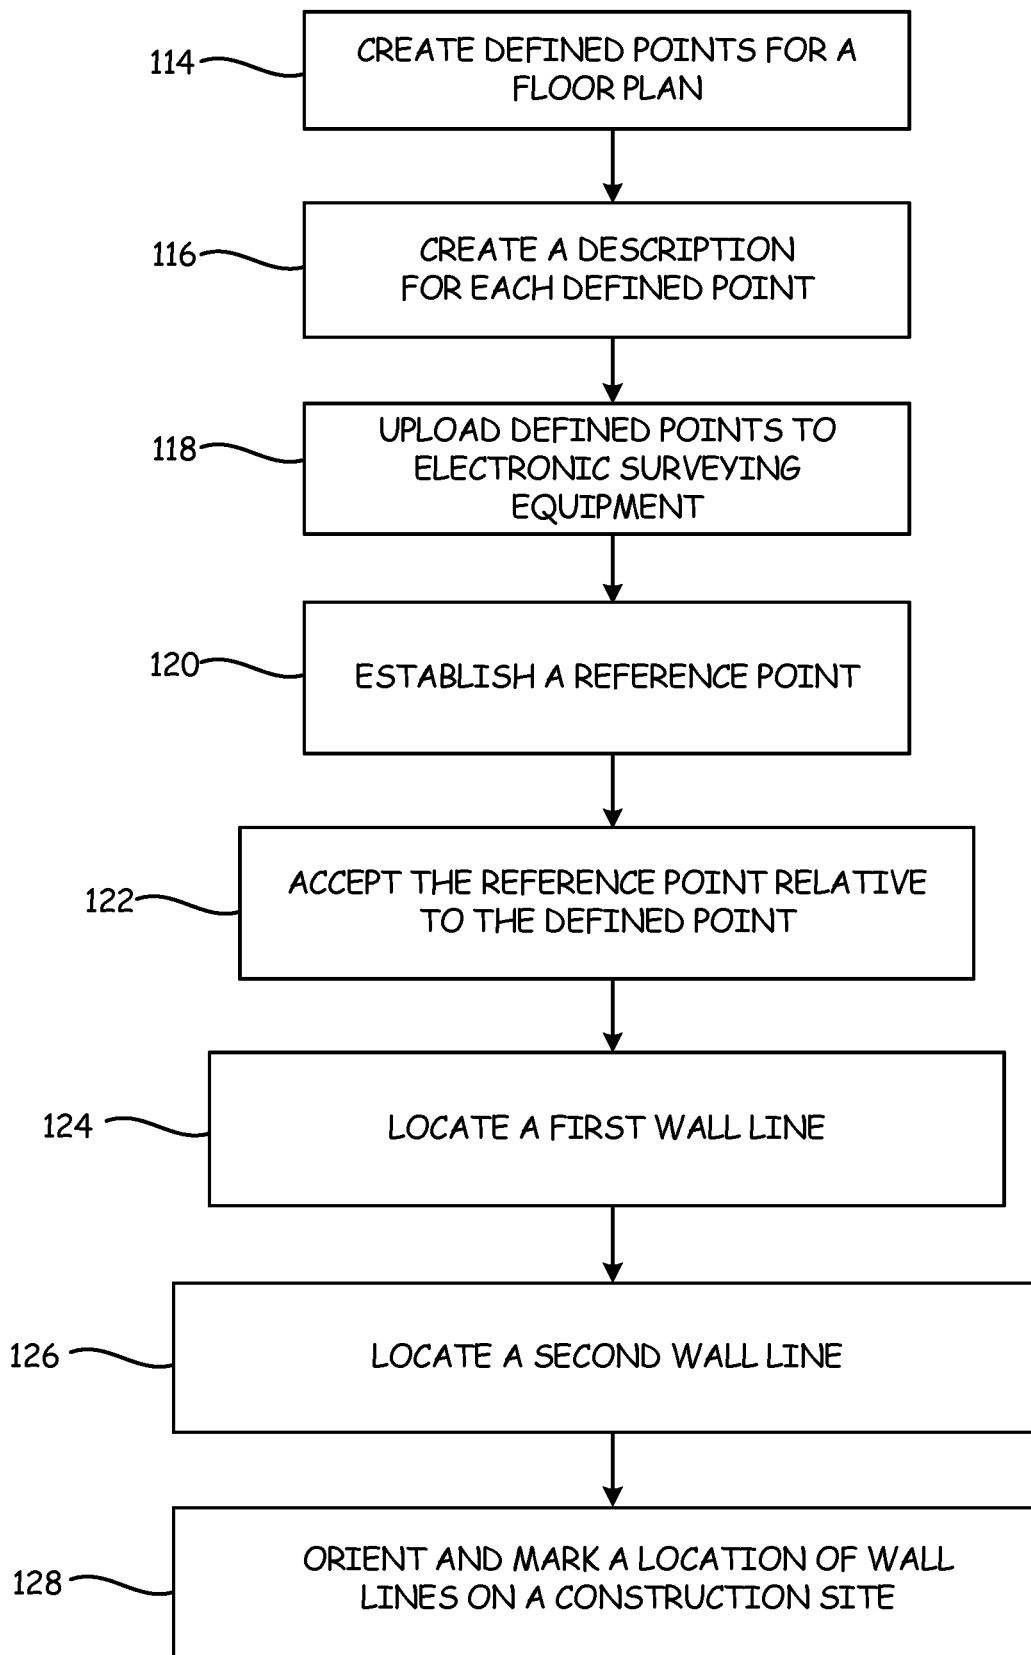 114
CREATE DEFINED POINTS FOR A
FLOOR PLAN
116
CREATE A DESCRIPTION
FOR EACH DEFINED POINT
118
UPLOAD DEFINED POINTS TO
ELECTRONIC SURVEYING
EQUIPMENT
120
ESTABLISH A REFERENCE POINT
122
ACCEPT THE REFERENCE POINT RELATIVE
TO THE DEFINED POINT
124
LOCATE A FIRST WALL LINE
126
LOCATE A SECOND WALL LINE
128
ORIENT AND MARK A LOCATION OF WALL
LINES ON A CONSTRUCTION SITE